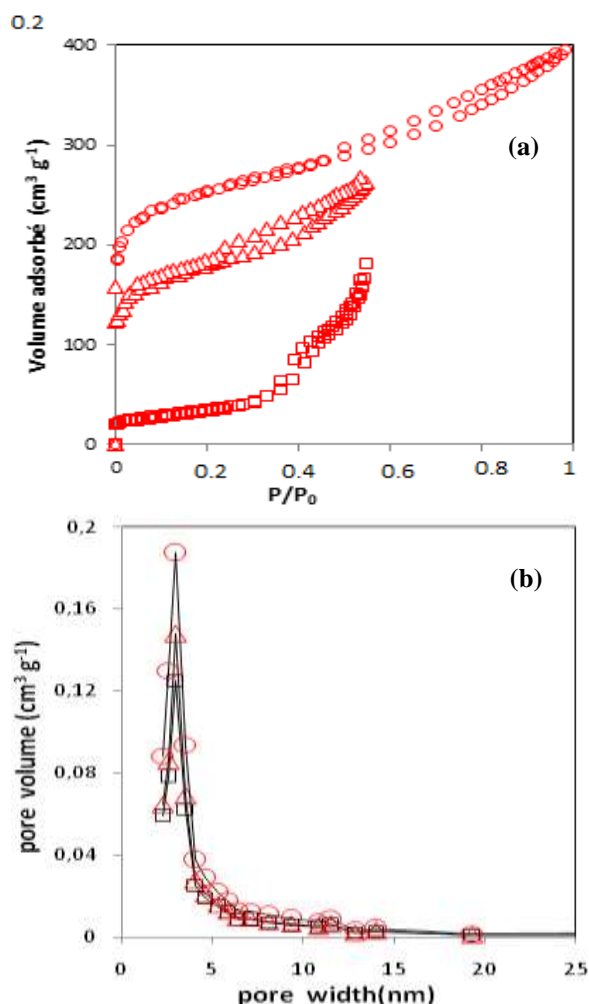 0.2
400
300
200
100
0
Volume adsorbé (cm³ g⁻¹)
(a)
0 0.2 0.4 0.6 0.8 1
P/P₀
0,2
0,16
0,12
0,08
0,04
0
pore volume (cm³ g⁻¹)
(b)
0 5 10 15 20 25
pore width(nm)